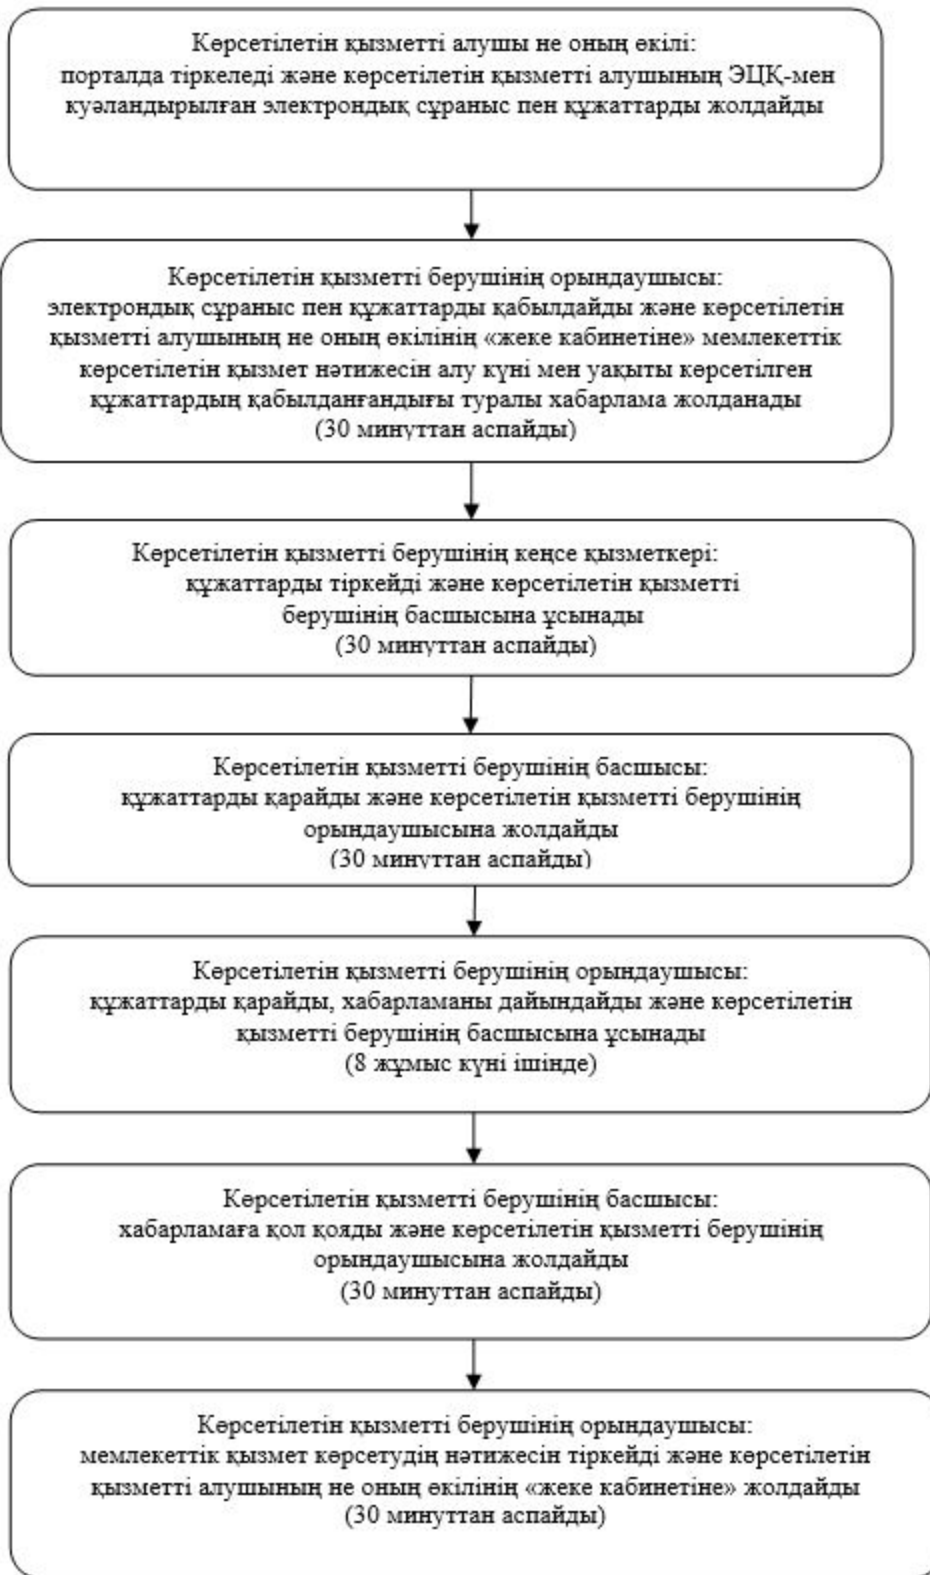 Көрсетілетін қызметті алушы не оның өкілі:
порталда тіркеледі және көрсетілетін қызметті алушының ЭЦҚ-мен
куәландырылған электрондық сұраныс пен құжаттарды жолдайды
Көрсетілетін қызметті берушінің орындаушысы:
электрондық сұраныс пен құжаттарды қабылдайды және көрсетілетін
қызметті алушының не оның өкілінің «жеке кабинетіне» мемлекеттік
көрсетілетін қызмет нәтижесін алу күні мен уақыты көрсетілген
құжаттардың қабылданғандығы туралы хабарлама жолданады
(30 минуттан аспайды)
Көрсетілетін қызметті берушінің кеңсе қызметкері:
құжаттарды тіркейді және көрсетілетін қызметті
берушінің басшысына ұсынады
(30 минуттан аспайды)
Көрсетілетін қызметті берушінің басшысы:
құжаттарды қарайды және көрсетілетін қызметті берушінің
орындаушысына жолдайды
(30 минуттан аспайды)
Көрсетілетін қызметті берушінің орындаушысы:
құжаттарды қарайды, хабарламаны дайындайды және көрсетілетін
қызметті берушінің басшысына ұсынады
(8 жұмыс күні ішінде)
Көрсетілетін қызметті берушінің басшысы:
хабарламаға қол қояды және көрсетілетін қызметті берушінің
орындаушысына жолдайды
(30 минуттан аспайды)
Көрсетілетін қызметті берушінің орындаушысы:
мемлекеттік қызмет көрсетудің нәтижесін тіркейді және көрсетілетін
қызметті алушының не оның өкілінің «жеке кабинетіне» жолдайды
(30 минуттан аспайды)